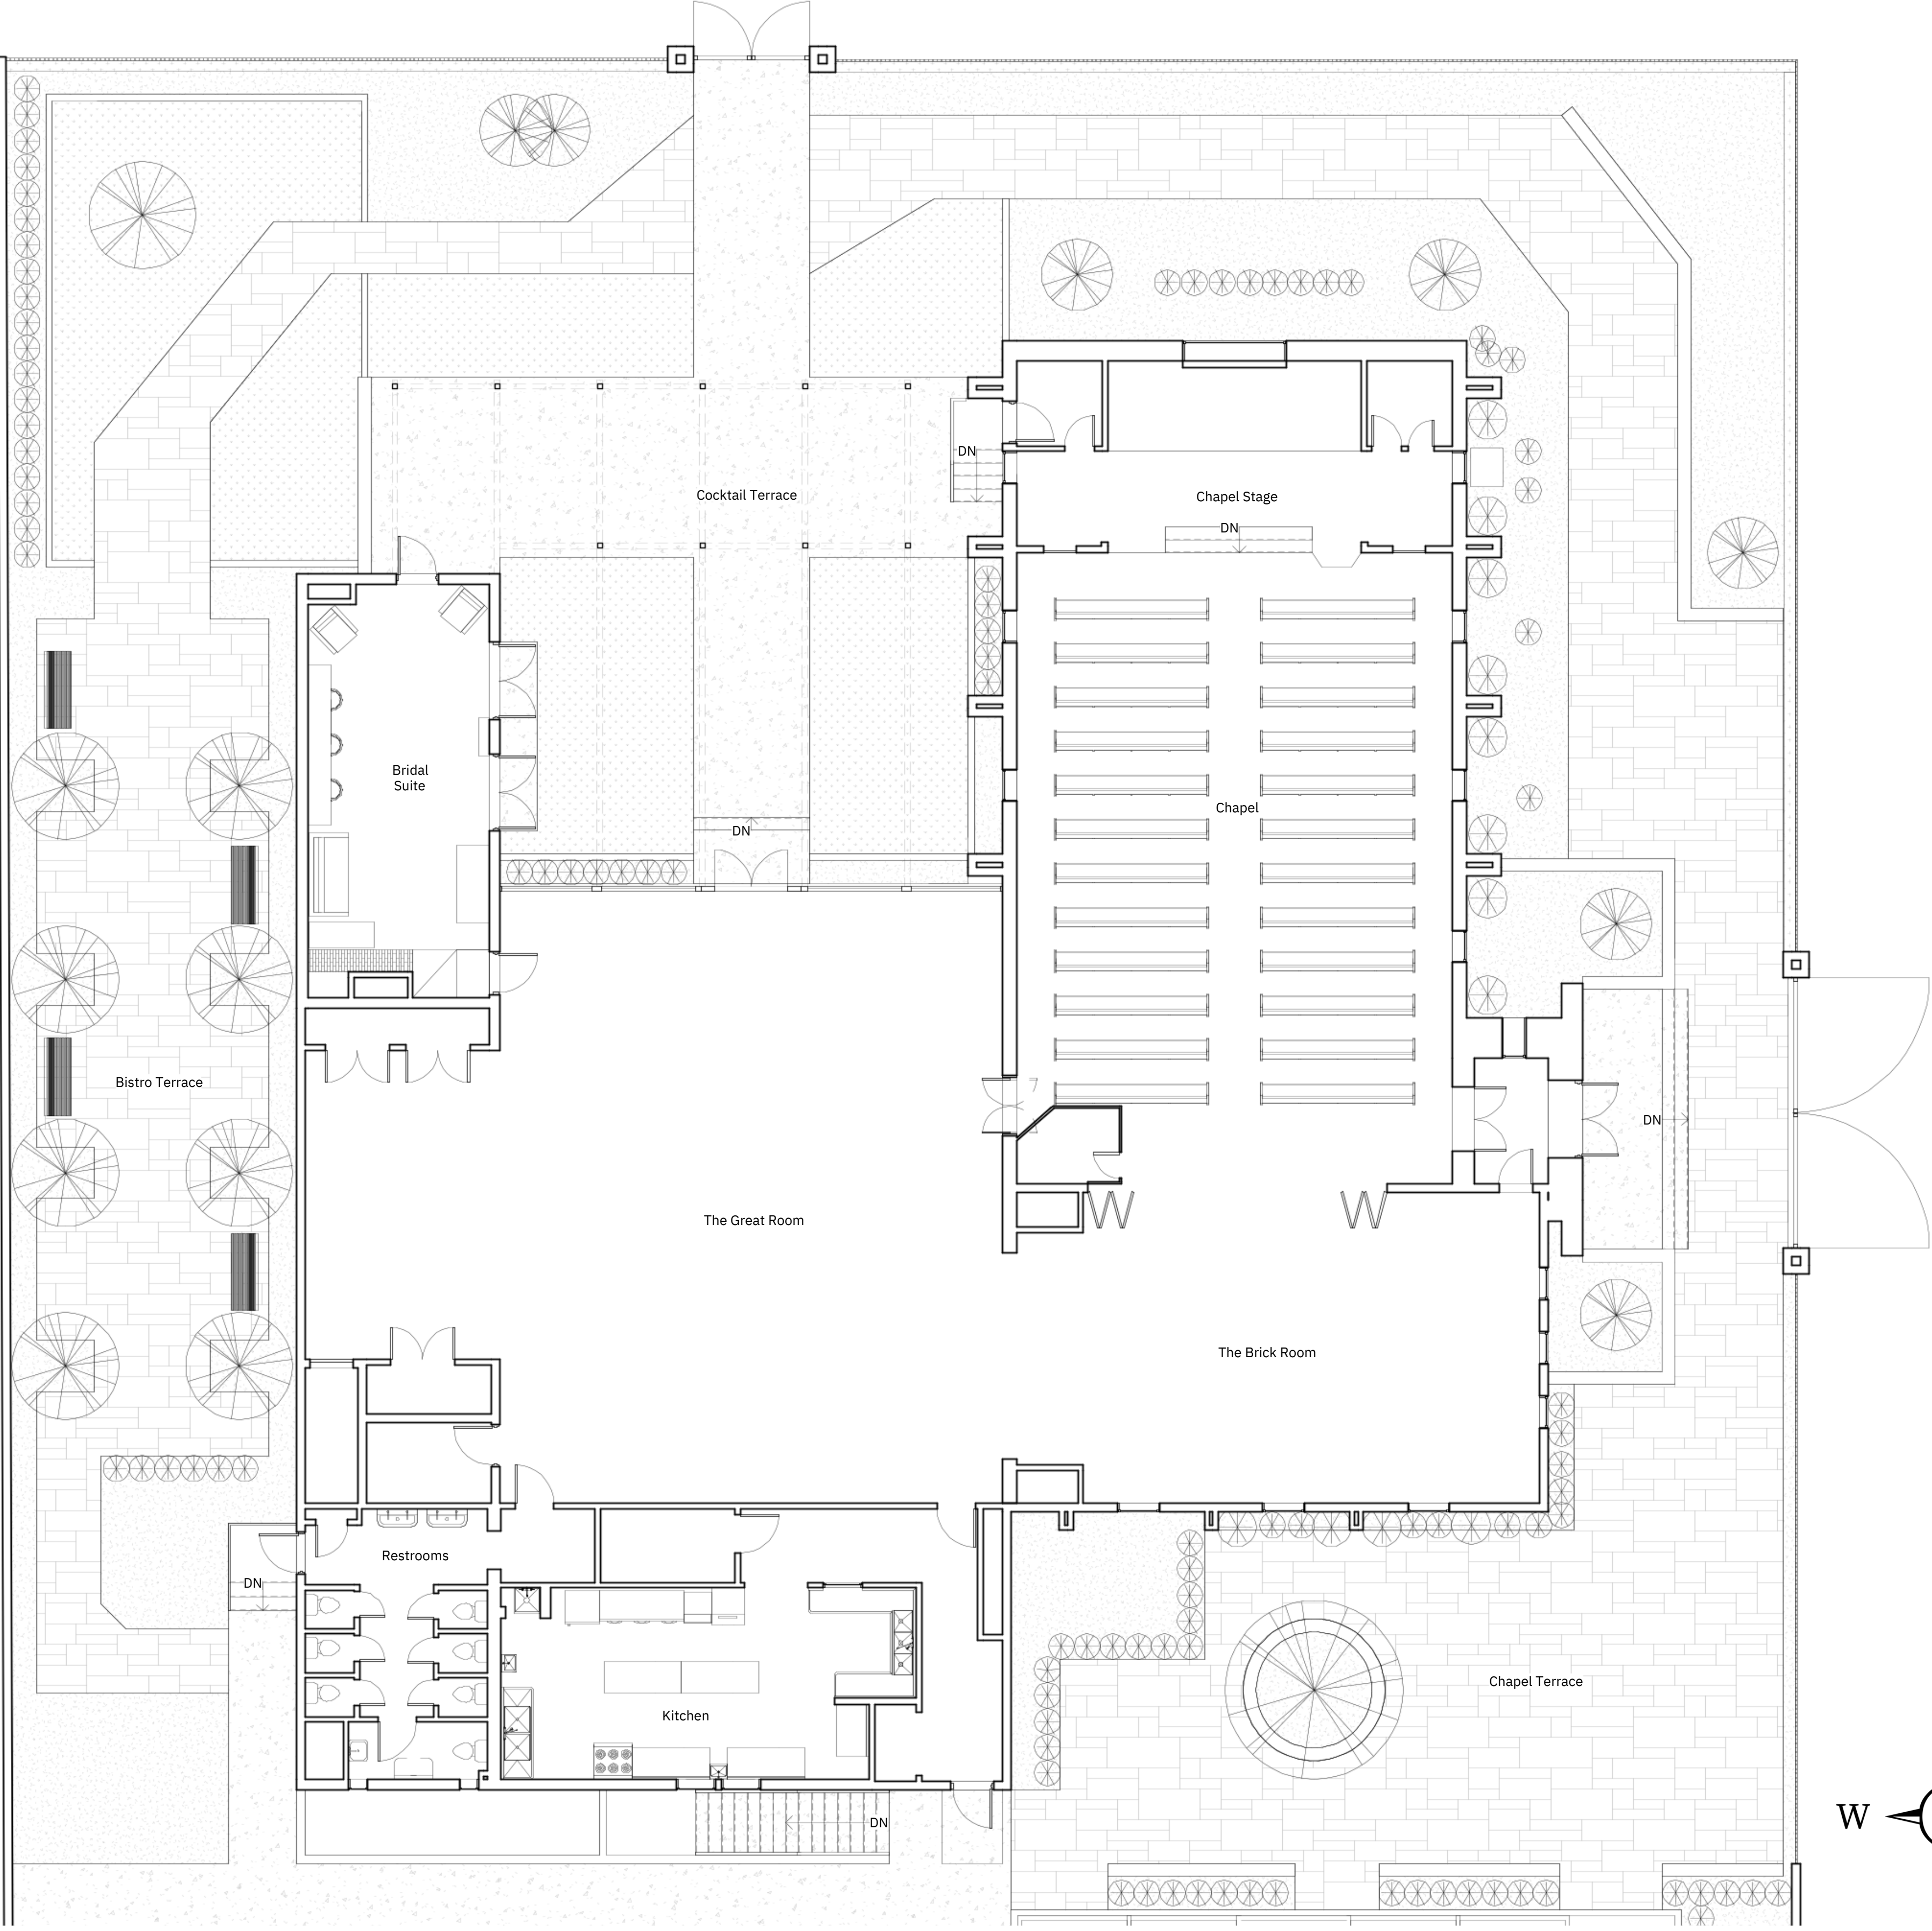 DN
Cocktail Terrace
Chapel Stage
DN
Bridal
Suite
Chapel
DN
Bistro Terrace
DN
The Great Room
The Brick Room
Restrooms
DN
Chapel Terrace
Kitchen
DN
W